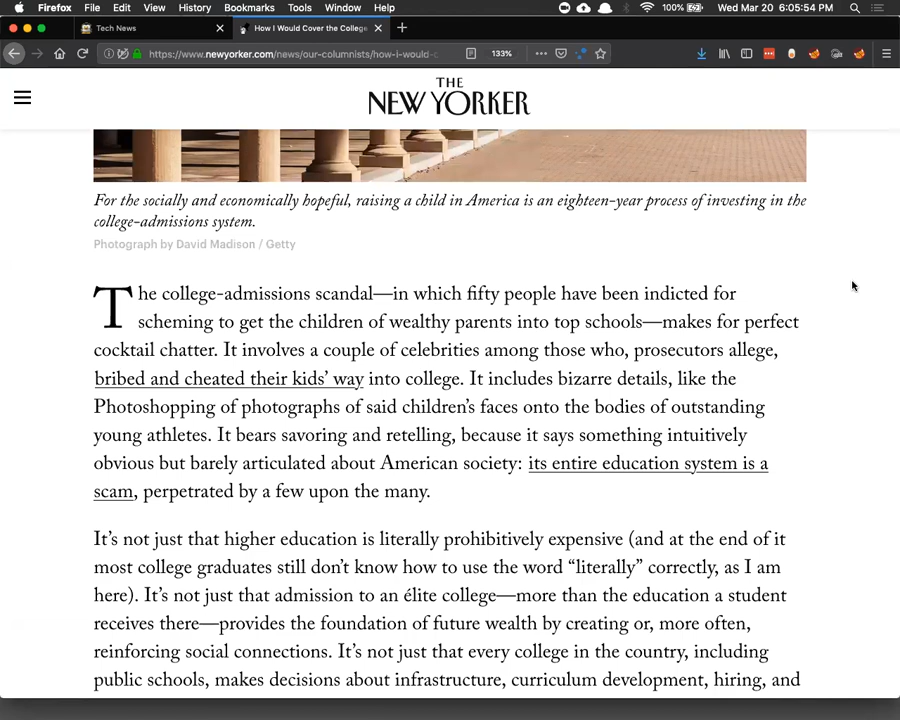 Firefox File Edit View History Bookmarks Tools Window Help 100% Wed Mar 20 6:05:54 PM
Tech News How I Would Cover the College
https://www.newyorker.com/news/our-columnists/how-i-would- 133%
THE
NEW YORKER
For the socially and economically hopeful, raising a child in America is an eighteen-year process of investing in the
college-admissions system.
Photograph by David Madison / Getty
The college-admissions scandal—in which fifty people have been indicted for
scheming to get the children of wealthy parents into top schools—makes for perfect
cocktail chatter. It involves a couple of celebrities among those who, prosecutors allege,
bribed and cheated their kids’ way into college. It includes bizarre details, like the
Photoshopping of photographs of said children’s faces onto the bodies of outstanding
young athletes. It bears savoring and retelling, because it says something intuitively
obvious but barely articulated about American society: its entire education system is a
scam, perpetrated by a few upon the many.
It’s not just that higher education is literally prohibitively expensive (and at the end of it
most college graduates still don’t know how to use the word “literally” correctly, as I am
here). It’s not just that admission to an élite college—more than the education a student
receives there—provides the foundation of future wealth by creating or, more often,
reinforcing social connections. It’s not just that every college in the country, including
public schools, makes decisions about infrastructure, curriculum development, hiring, and